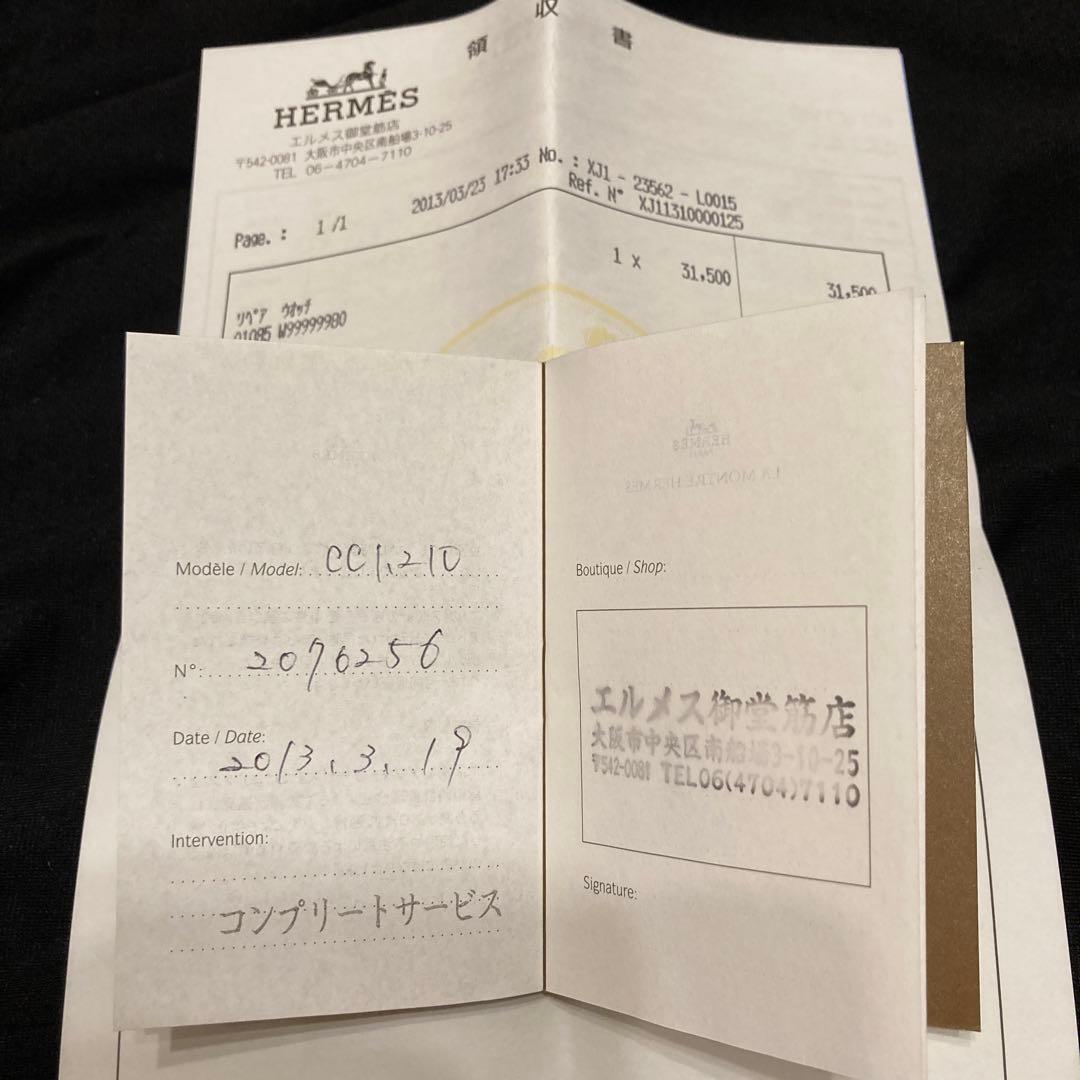 領収書
HERMÈS
エルメス御堂筋店
〒542-0081 大阪市中央区南船場3-10-25
TEL 06-4704-7110
2013/03/23 17:33 No. : XJ1 - 23562 - L0015
Ref. N° XJ11310000125
Page. : 1 /1
1 x 31,500 31,500
リペア ウオッチ
01085 W99999980
Modèle / Model: CC1.210
N°: 2076256
Date / Date:
2013.3.19
Intervention:
コンプリートサービス
HERMES
PARIS
LA MONTRE HERMES
Boutique / Shop:
エルメス御堂筋店
大阪市中央区南船場3-10-25
〒542-0081 TEL06(4704)7110
Signature: